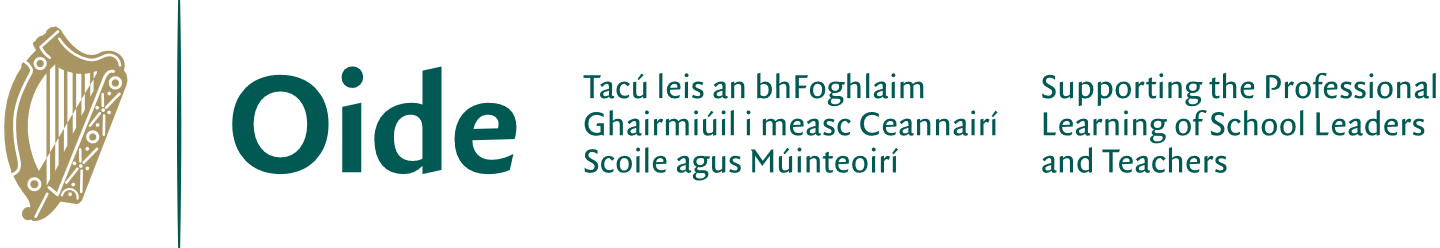 Oide
Tacú leis an bhFoghlaim
Ghairmiúil i measc Ceannairí
Scoile agus Múinteoirí
Supporting the Professional
Learning of School Leaders
and Teachers